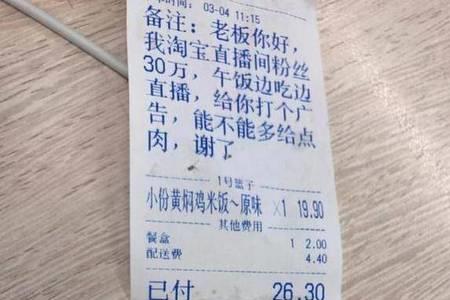 时间：03-04 11:15
备注：老板你好，
我淘宝直播间粉丝
30万，午饭边吃边
直播，给你打个广
告，能不能多给点
肉，谢了
1号篮子
小份黄焖鸡米饭~原味 X1 19.90
其他费用
餐盒 1 2.00
配送费 4.40
已付 26.30